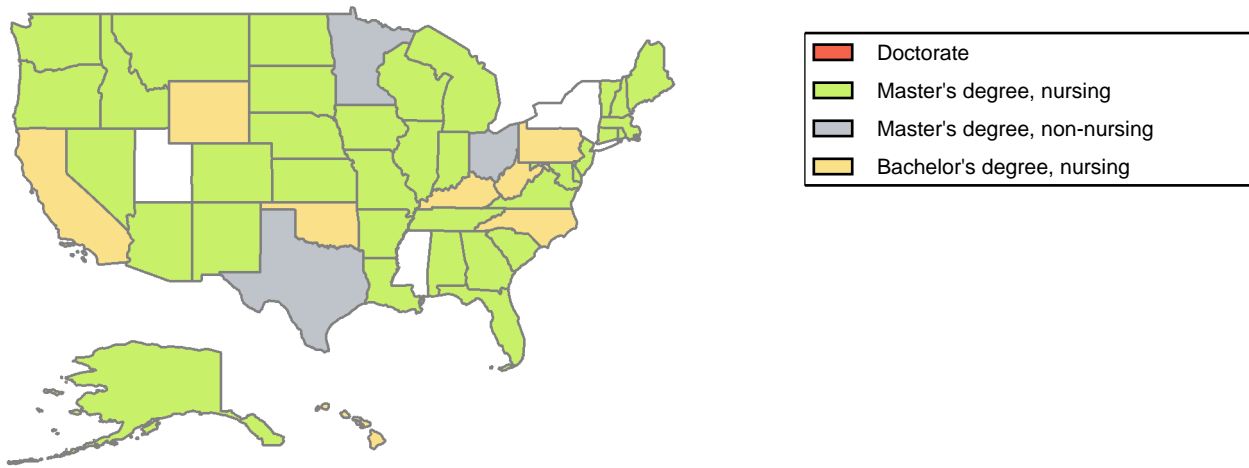 Doctorate
Master's degree, nursing
Master's degree, non-nursing
Bachelor's degree, nursing